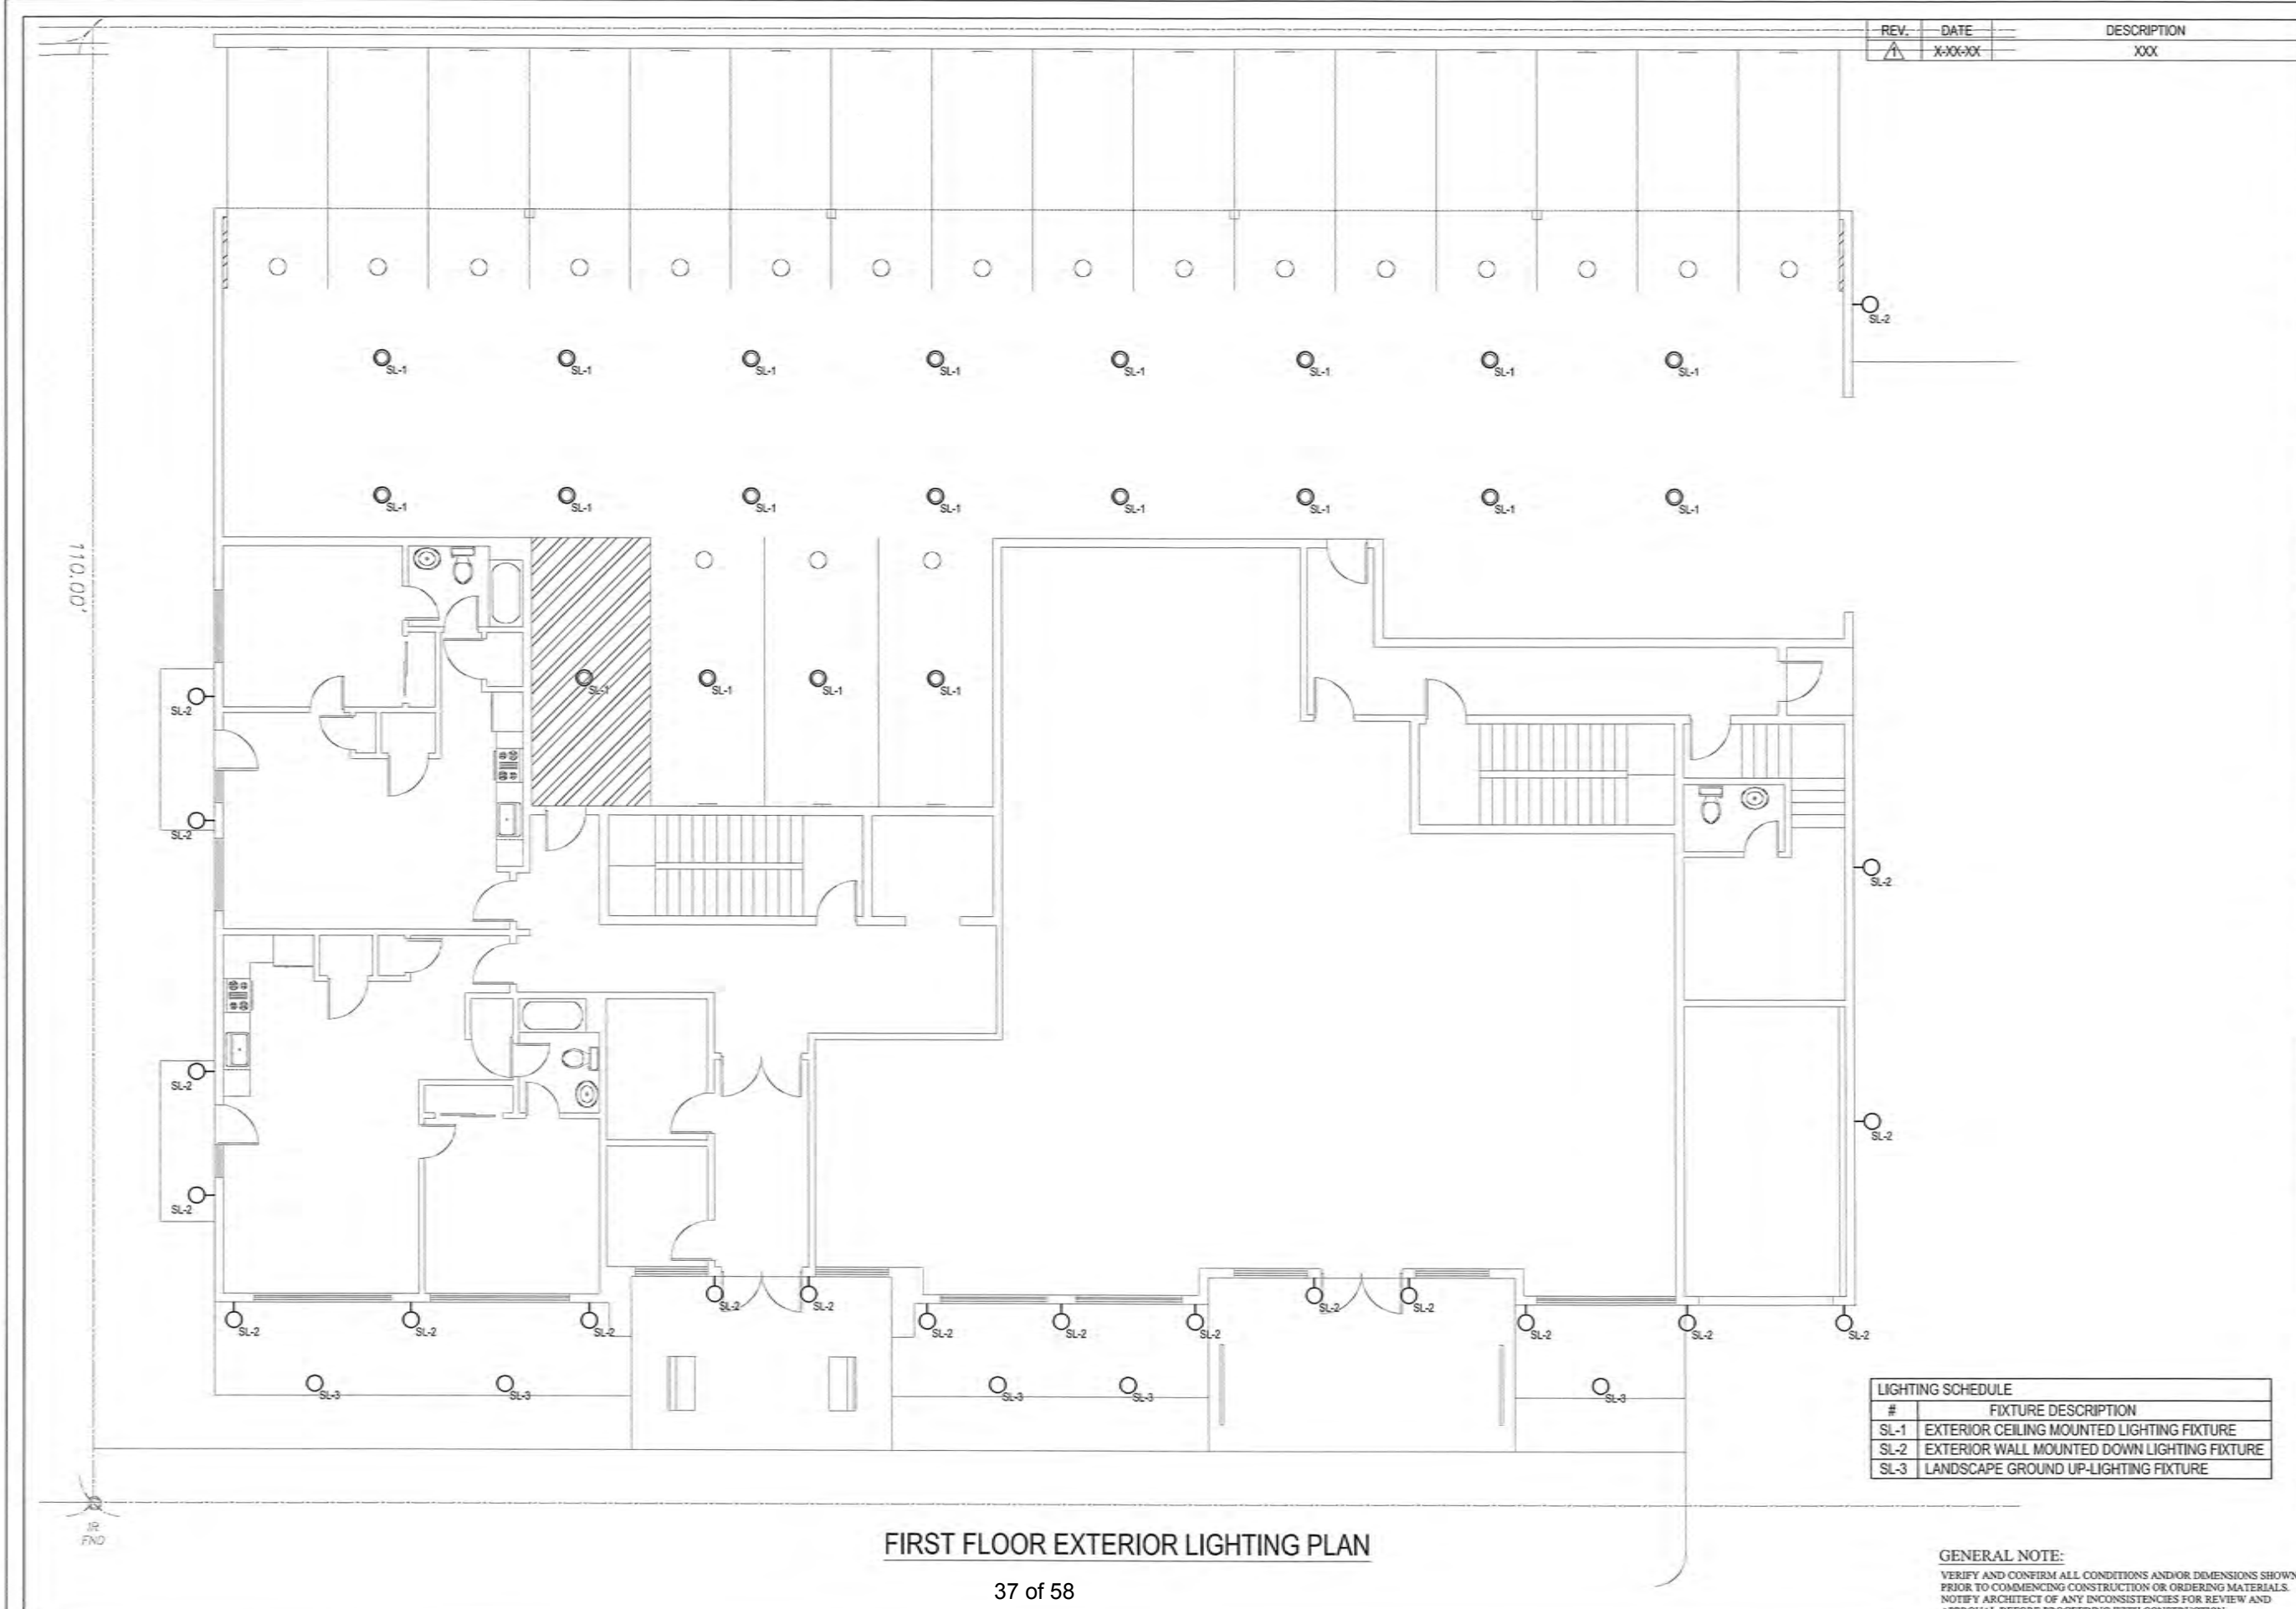 REV. DATE DESCRIPTION
1 X-XX-XX XXX
SL-2
SL-1 SL-1 SL-1 SL-1 SL-1 SL-1 SL-1 SL-1
SL-1 SL-1 SL-1 SL-1 SL-1 SL-1 SL-1 SL-1
110.00'
SL-1 SL-1 SL-1 SL-1
SL-2
SL-2
SL-2
SL-2
SL-2
SL-2
SL-2 SL-2 SL-2 SL-2
SL-2 SL-2 SL-2 SL-2 SL-2 SL-2 SL-2 SL-2 SL-2
SL-3 SL-3 SL-3 SL-3 SL-3
LIGHTING SCHEDULE
# FIXTURE DESCRIPTION
SL-1 EXTERIOR CEILING MOUNTED LIGHTING FIXTURE
SL-2 EXTERIOR WALL MOUNTED DOWN LIGHTING FIXTURE
SL-3 LANDSCAPE GROUND UP-LIGHTING FIXTURE
FND
FIRST FLOOR EXTERIOR LIGHTING PLAN
37 of 58
GENERAL NOTE:
VERIFY AND CONFIRM ALL CONDITIONS AND/OR DIMENSIONS SHOWN
PRIOR TO COMMENCING CONSTRUCTION OR ORDERING MATERIALS.
NOTIFY ARCHITECT OF ANY INCONSISTENCIES FOR REVIEW AND